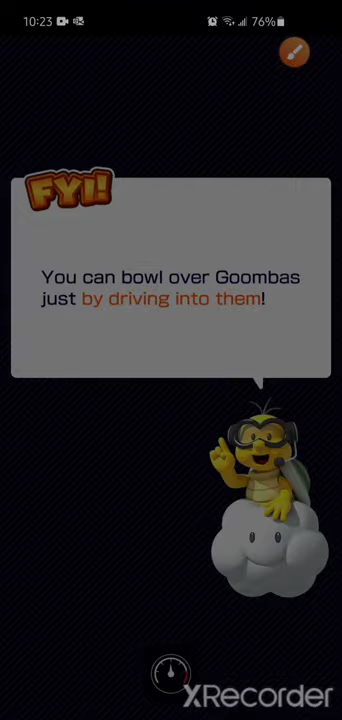 10:23
76%
FYI!
You can bowl over Goombas
just by driving into them!
XRecorder